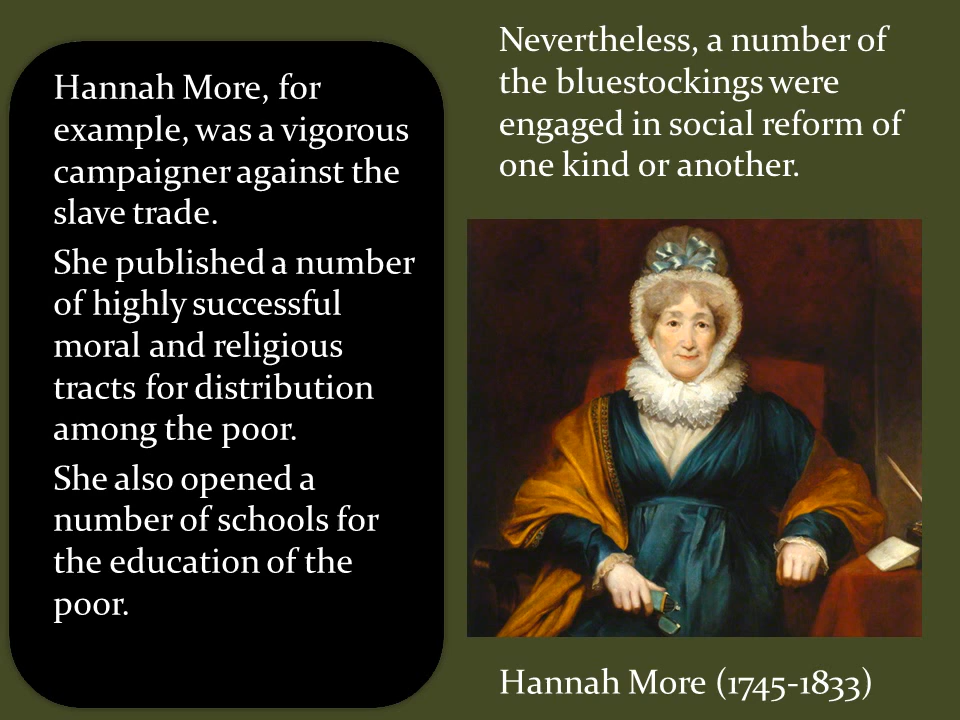 Nevertheless, a number of
the bluestockings were
engaged in social reform of
one kind or another.
Hannah More, for
example, was a vigorous
campaigner against the
slave trade.
She published a number
of highly successful
moral and religious
tracts for distribution
among the poor.
She also opened a
number of schools for
the education of the
poor.
Hannah More (1745-1833)